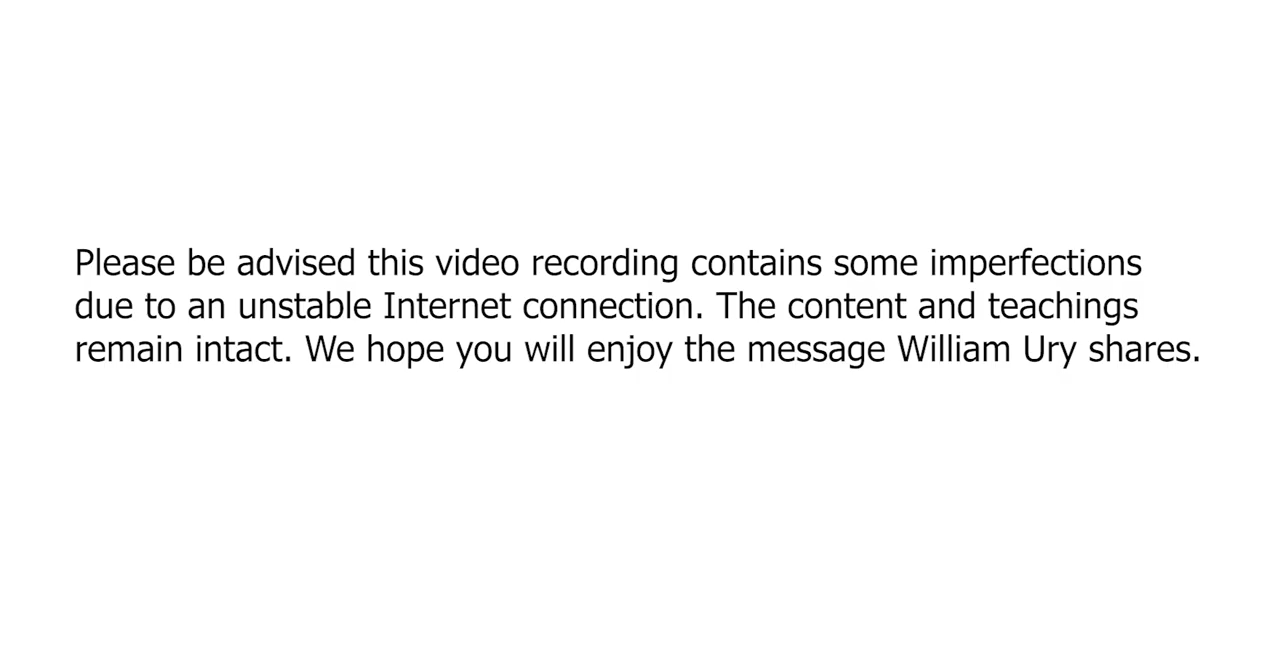 Please be advised this video recording contains some imperfections
due to an unstable Internet connection. The content and teachings
remain intact. We hope you will enjoy the message William Ury shares.